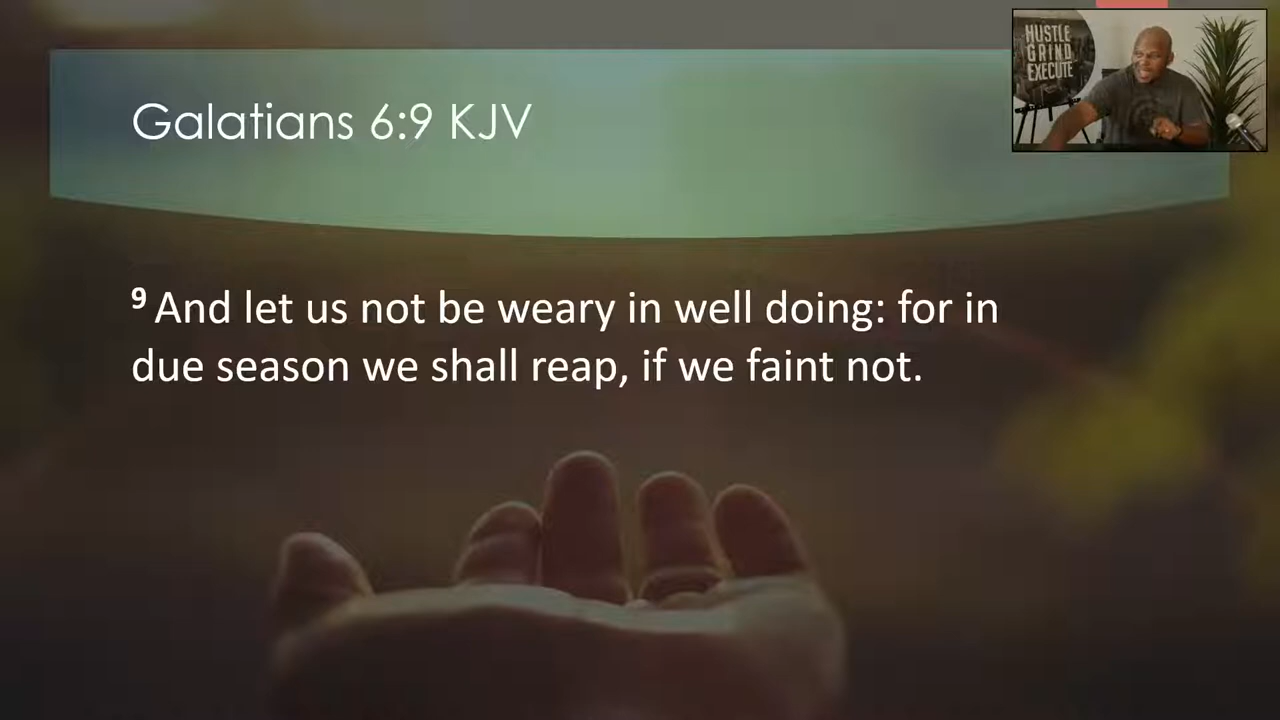 Galatians 6:9 KJV
HUSTLE
GRIND
EXECUTE
9 And let us not be weary in well doing: for in
due season we shall reap, if we faint not.